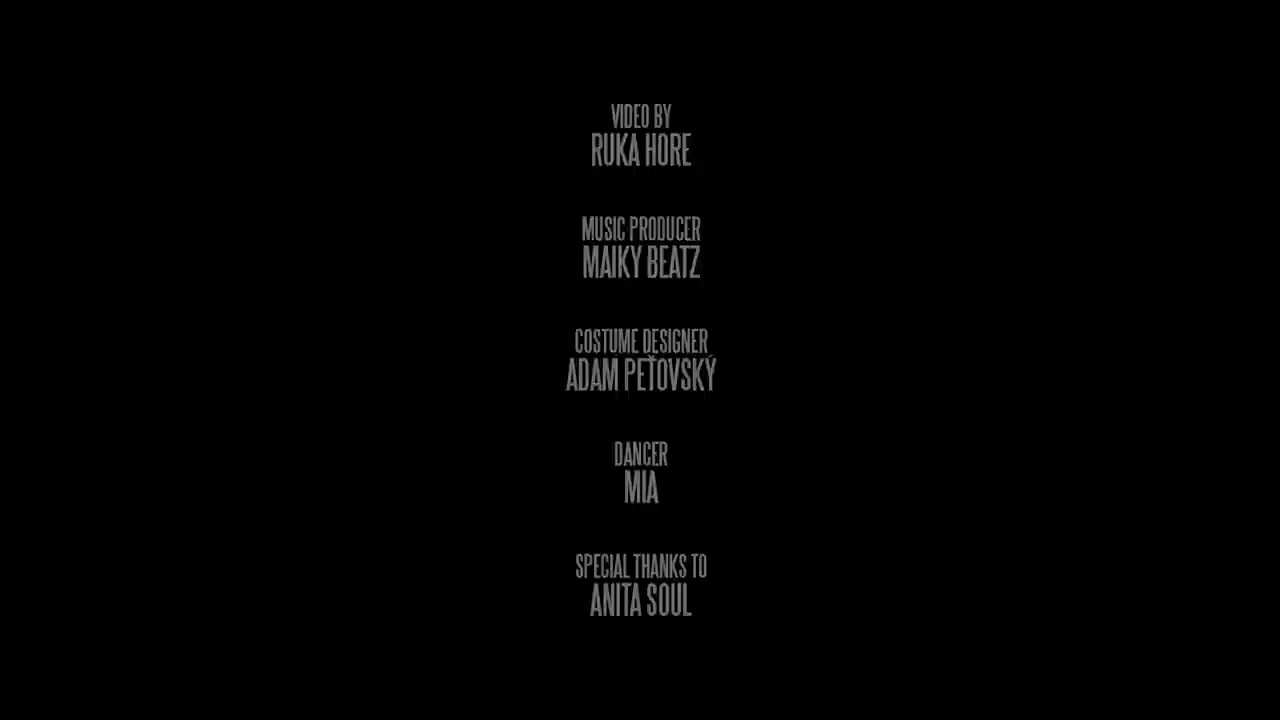 VIDEO BY
RUKA HORE
MUSIC PRODUCER
MAIKY BEATZ
COSTUME DESIGNER
ADAM PEŤOVSKÝ
DANCER
MIA
SPECIAL THANKS TO
ANITA SOUL